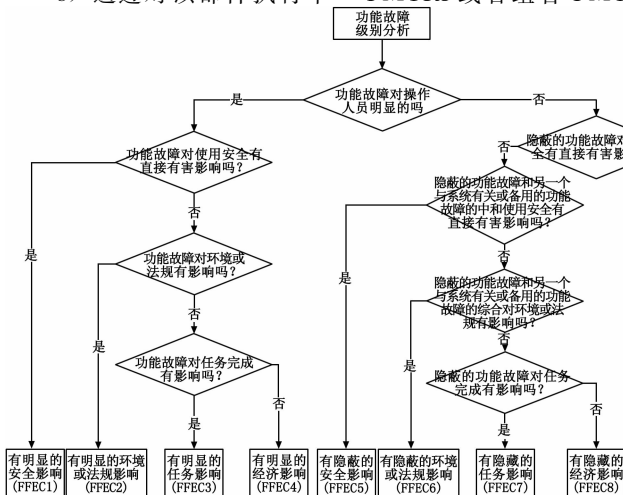 功能故障
级别分析
功能故障对操作
人员明显的吗
是
否
功能故障对使用安全有
直接有害影响吗?
隐蔽的功能故障对
全有直接有害影
否
隐蔽的功能故障和另一个
与系统有关或备用的功能
故障的中和使用安全有
直接有害影响吗?
否
否
是
功能故障对环境或
法规有影响吗?
隐蔽的功能故障和另一个
与系统有关或备用的功能
故障的综合对环境或法
规有影响吗?
是
否
否
是
功能故障对任务完成
有影响吗?
是
隐蔽的功能故障对任务
完成有影响吗?
是
否
是
否
有明显的
安全影响
(FFEC1)
有明显的环境
或法规影响
(FFEC2)
有明显的
任务影响
(FFEC3)
有明显的
经济影响
(FFEC4)
有隐蔽的
安全影响
(FFEC5)
有隐蔽的环境
或法规影响
(FFEC6)
有隐藏的
任务影响
(FFEC7)
有隐藏的
经济影响
(FFEC8)